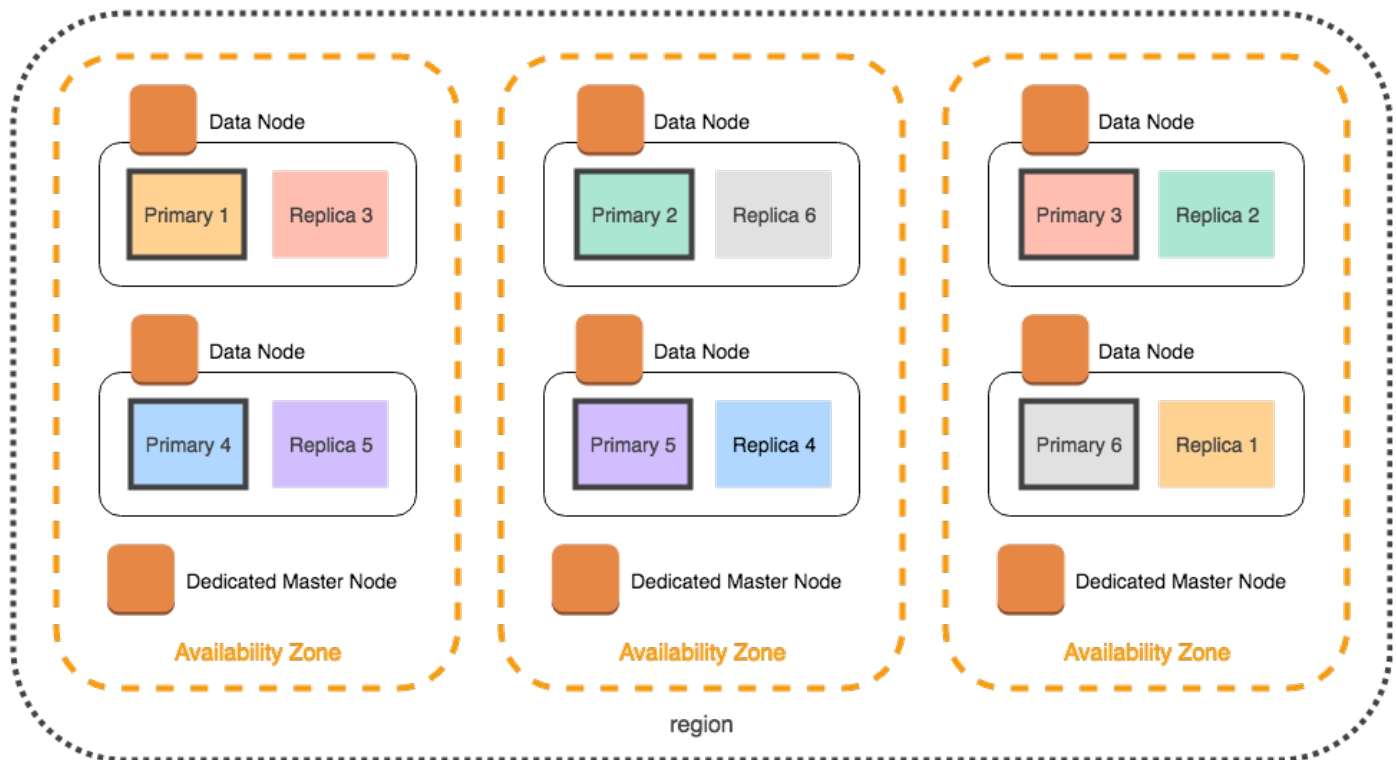 Data Node
Primary 1
Replica 3
Data Node
Primary 4
Replica 5
Dedicated Master Node
Availability Zone
Data Node
Primary 2
Replica 6
Data Node
Primary 5
Replica 4
Dedicated Master Node
Availability Zone
Data Node
Primary 3
Replica 2
Data Node
Primary 6
Replica 1
Dedicated Master Node
Availability Zone
region